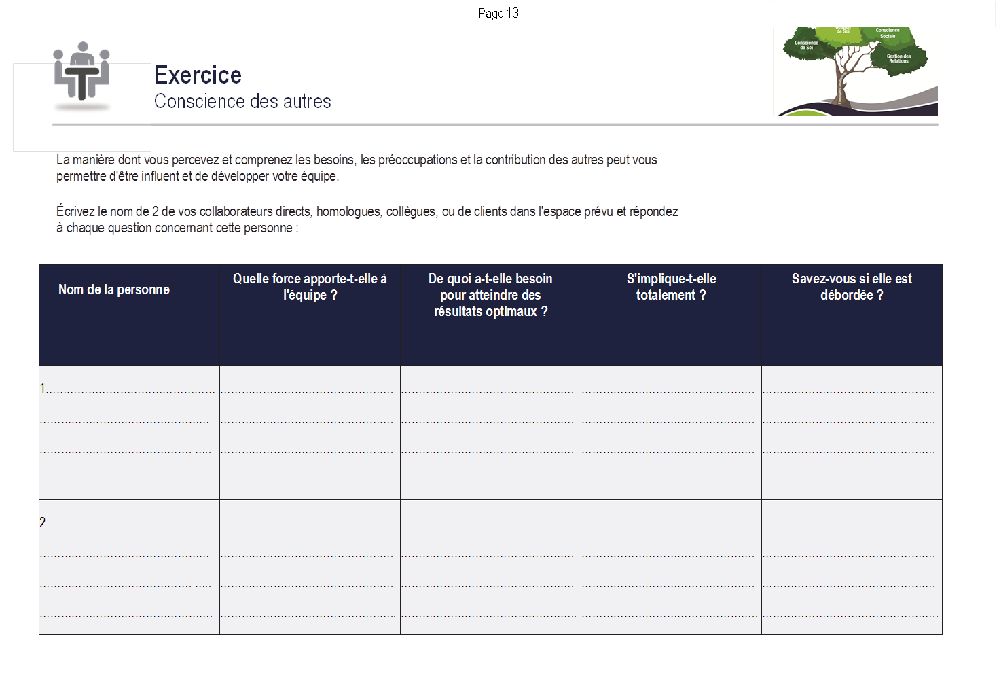 Page 13
Gestion
de Soi
Conscience
Sociale
Conscience
de Soi
Gestion des
Relations
Exercice
Conscience des autres
La manière dont vous percevez et comprenez les besoins, les préoccupations et la contribution des autres peut vous
permettre d'être influent et de développer votre équipe.
Écrivez le nom de 2 de vos collaborateurs directs, homologues, collègues, ou de clients dans l'espace prévu et répondez
à chaque question concernant cette personne :
Nom de la personne
Quelle force apporte-t-elle à
l'équipe ?
De quoi a-t-elle besoin
pour atteindre des
résultats optimaux ?
S'implique-t-elle
totalement ?
Savez-vous si elle est
débordée ?
1.
2.